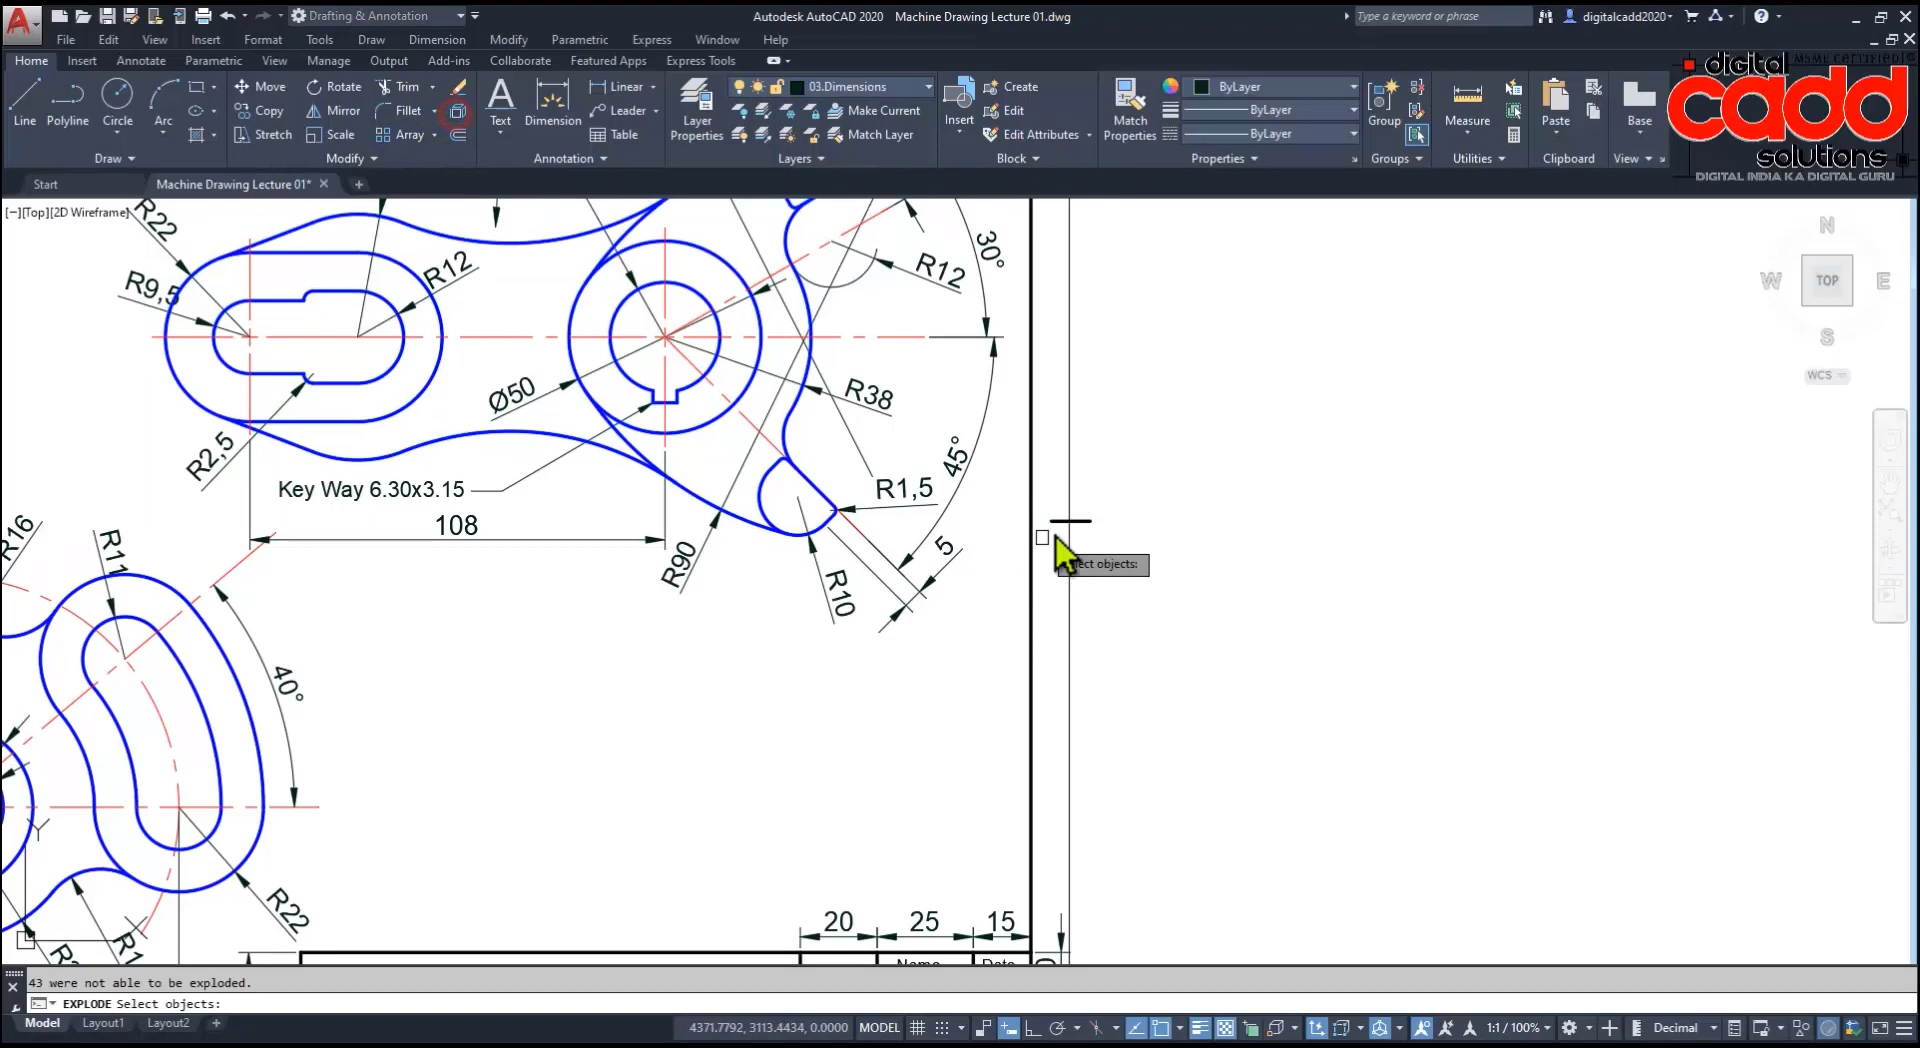 Drafting & Annotation
Autodesk AutoCAD 2020 Machine Drawing Lecture 01.dwg
Type a keyword or phrase
digitalcadd2020
File Edit View Insert Format Tools Draw Dimension Modify Parametric Express Window Help
Home Insert Annotate Parametric View Manage Output Add-ins Collaborate Featured Apps Express Tools
Line Polyline Circle Arc
Move Rotate Trim
Copy Mirror Fillet
Stretch Scale Array
Text Dimension
Linear
Leader
Table
Layer Properties
03.Dimensions
Make Current
Match Layer
Insert
Create
Edit
Edit Attributes
Match Properties
ByLayer
ByLayer
ByLayer
Group
Measure
Paste
Base
Draw Modify Annotation Layers Block Properties Groups Utilities Clipboard View
digital
MSME certified
cadd
solutions
DIGITAL INDIA KA DIGITAL GURU
Start
Machine Drawing Lecture 01*
[−][Top][2D Wireframe]
N
W TOP E
S
WCS
R22
R9,5
R12
R12
30°
Ø50
R38
R2,5
45°
Key Way 6.30x3.15
R1,5
108
R90
5
R10
R16
R11
40°
R22
R1
Y
X
20 25 15
Name
Date
43 were not able to be exploded.
EXPLODE Select objects:
Model Layout1 Layout2
4371.7792, 3113.4434, 0.0000 MODEL
1:1 / 100%
Decimal